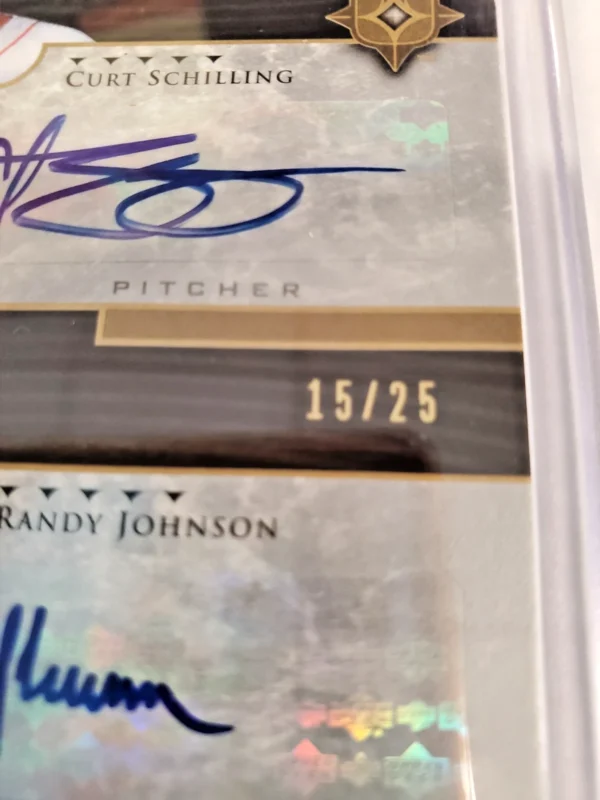 CURT SCHILLING
PITCHER
15/25
RANDY JOHNSON